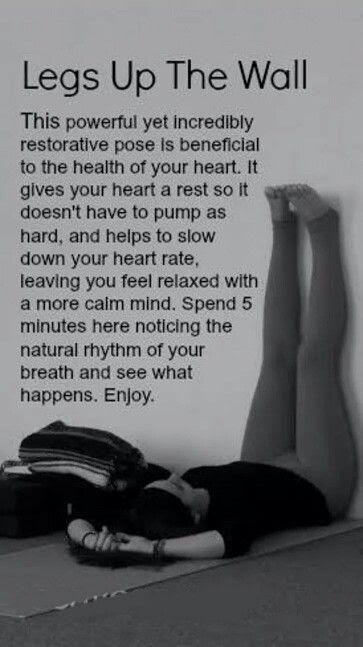 Legs Up The Wall
This powerful yet incredibly
restorative pose is beneficial
to the health of your heart. It
gives your heart a rest so it
doesn't have to pump as
hard, and helps to slow
down your heart rate,
leaving you feel relaxed with
a more calm mind. Spend 5
minutes here noticing the
natural rhythm of your
breath and see what
happens. Enjoy.